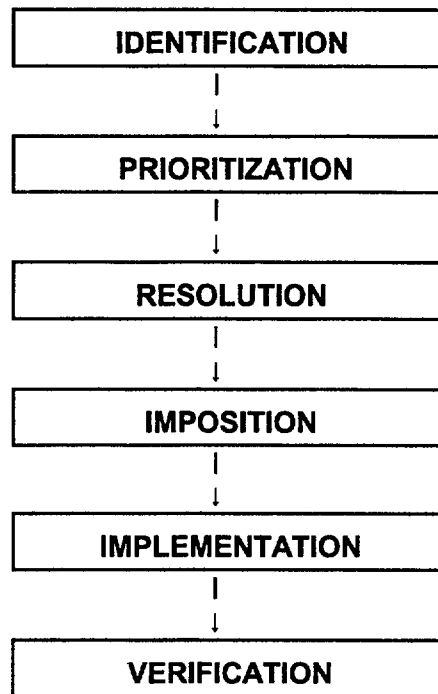 IDENTIFICATION
PRIORITIZATION
RESOLUTION
IMPOSITION
IMPLEMENTATION
VERIFICATION